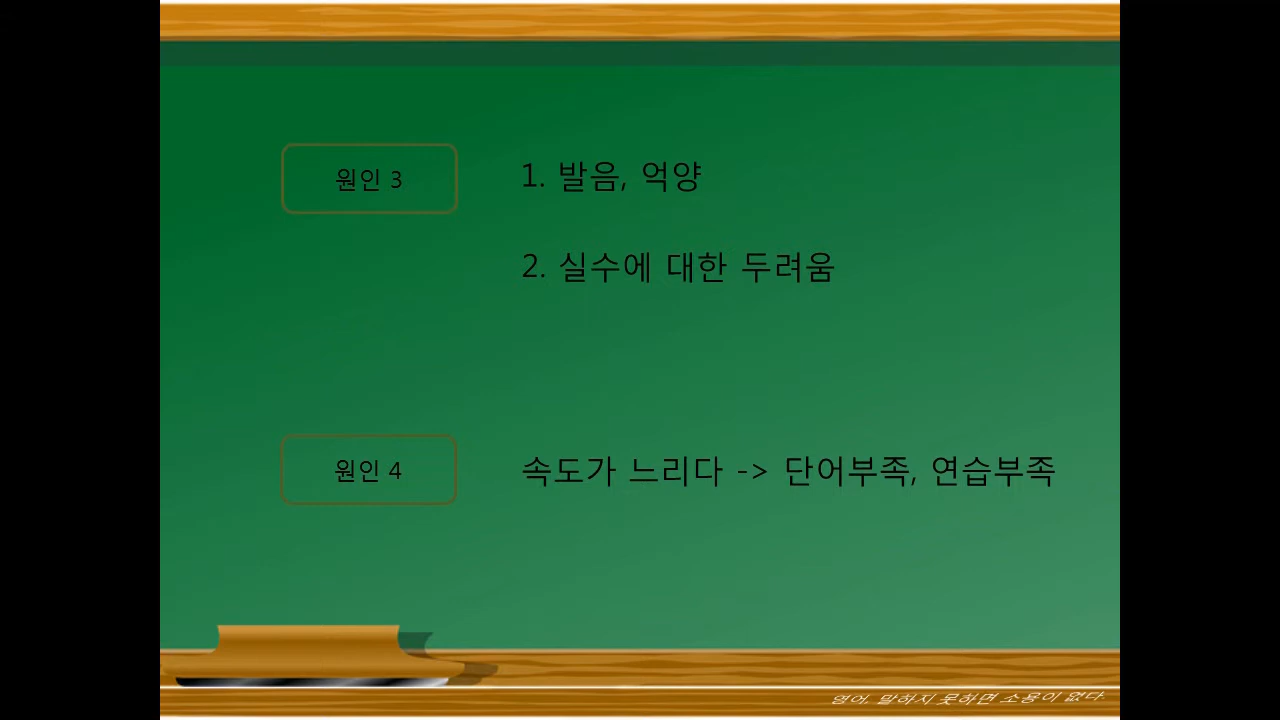 원인 3
1. 발음, 억양
2. 실수에 대한 두려움
원인 4
속도가 느리다 -> 단어부족, 연습부족
영어, 말하지 못하면 소용이 없다